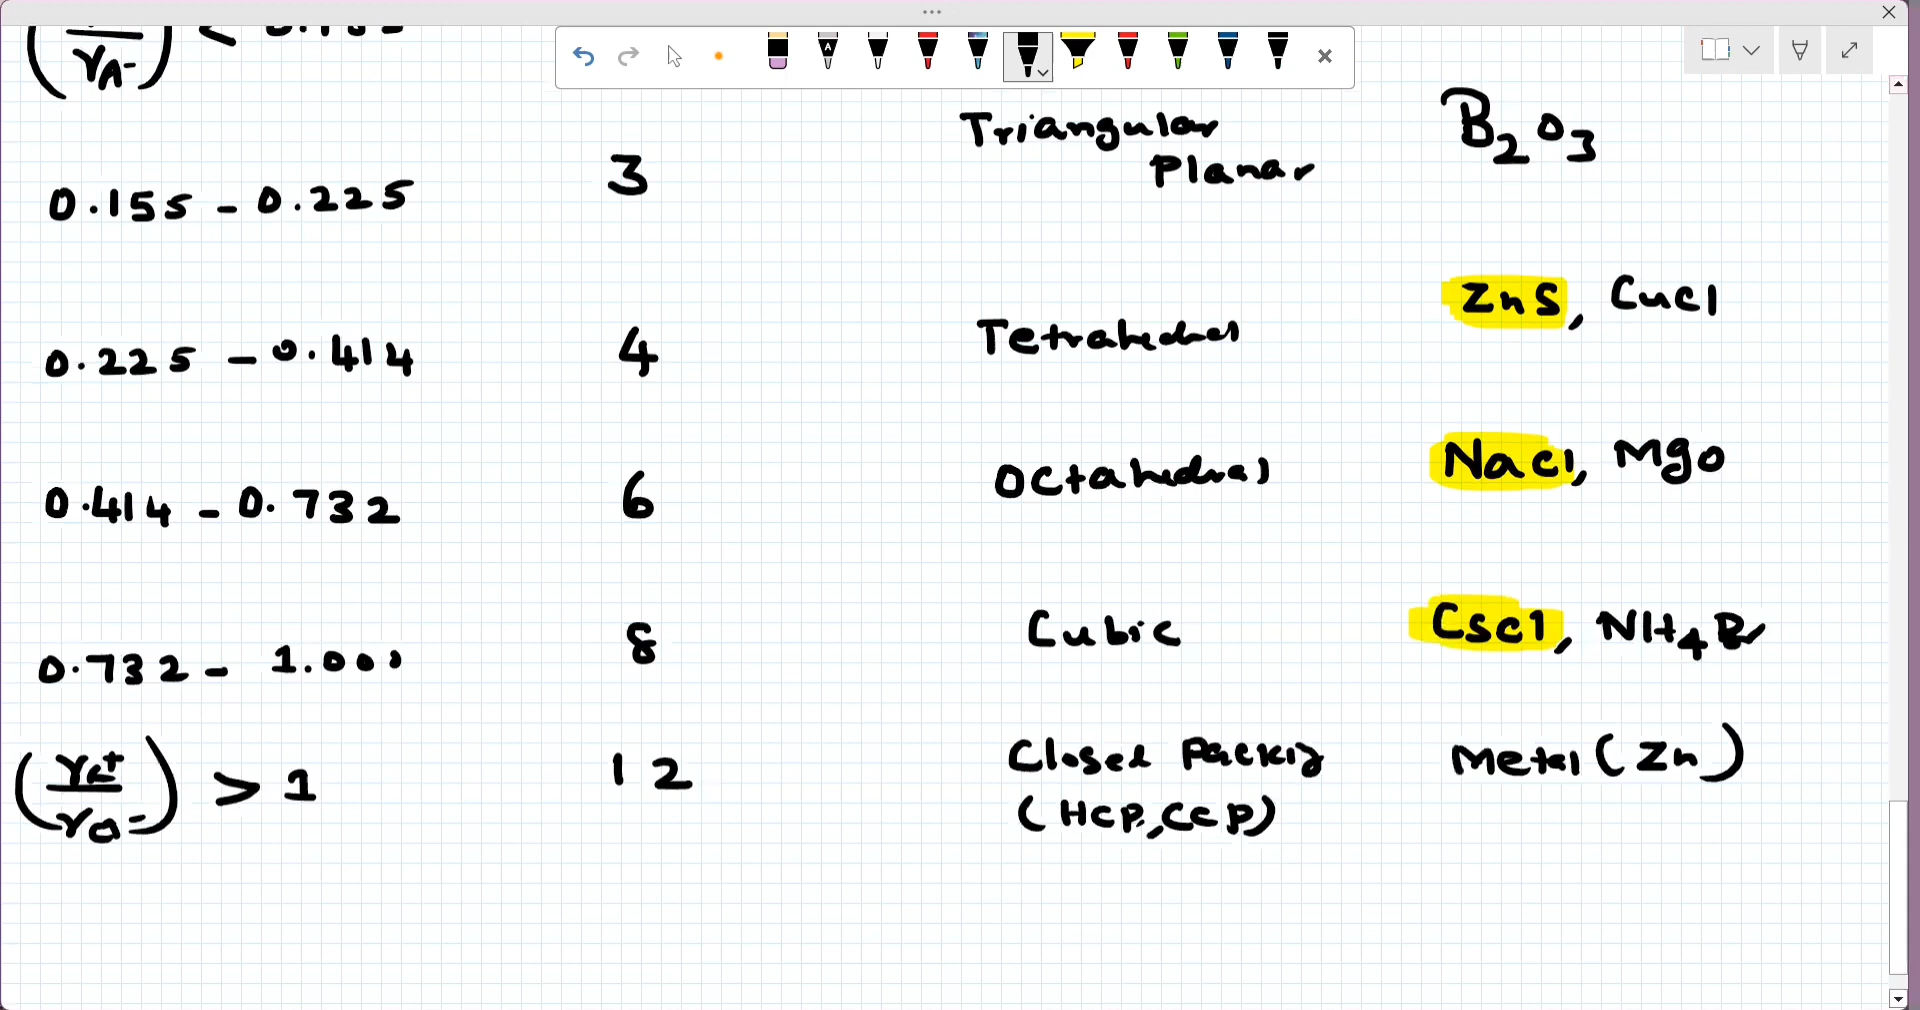 (  / rA-) <
0.155 - 0.225 3 Triangular Planar B2O3
0.225 - 0.414 4 Tetrahedral ZnS, CuCl
0.414 - 0.732 6 Octahedral NaCl, MgO
0.732 - 1.000 8 Cubic CsCl, NH4Br
(rc+ / ra-) > 1 12 Closed Packing (HCP, CCP) Metal (Zn)